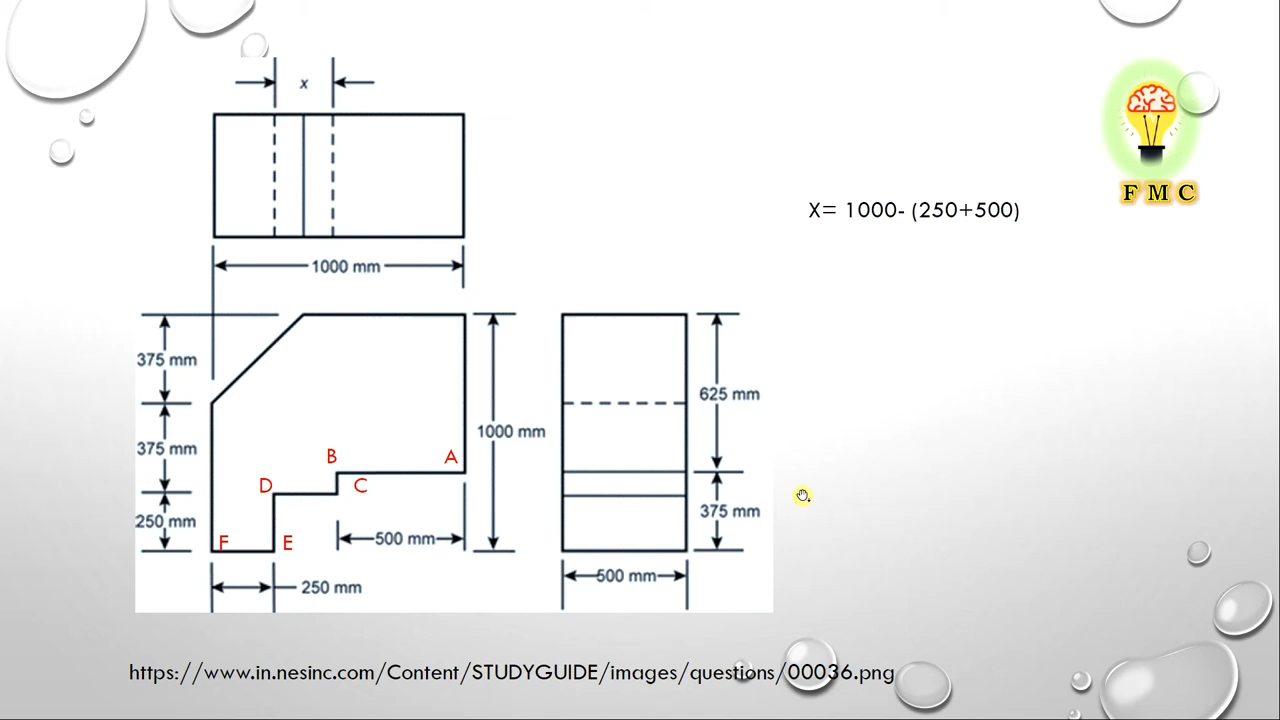 x
F M C
X= 1000- (250+500)
1000 mm
375 mm
625 mm
1000 mm
375 mm
B
A
D
C
250 mm
375 mm
F
E
500 mm
500 mm
250 mm
https://www.in.nesinc.com/Content/STUDYGUIDE/images/questions/00036.png